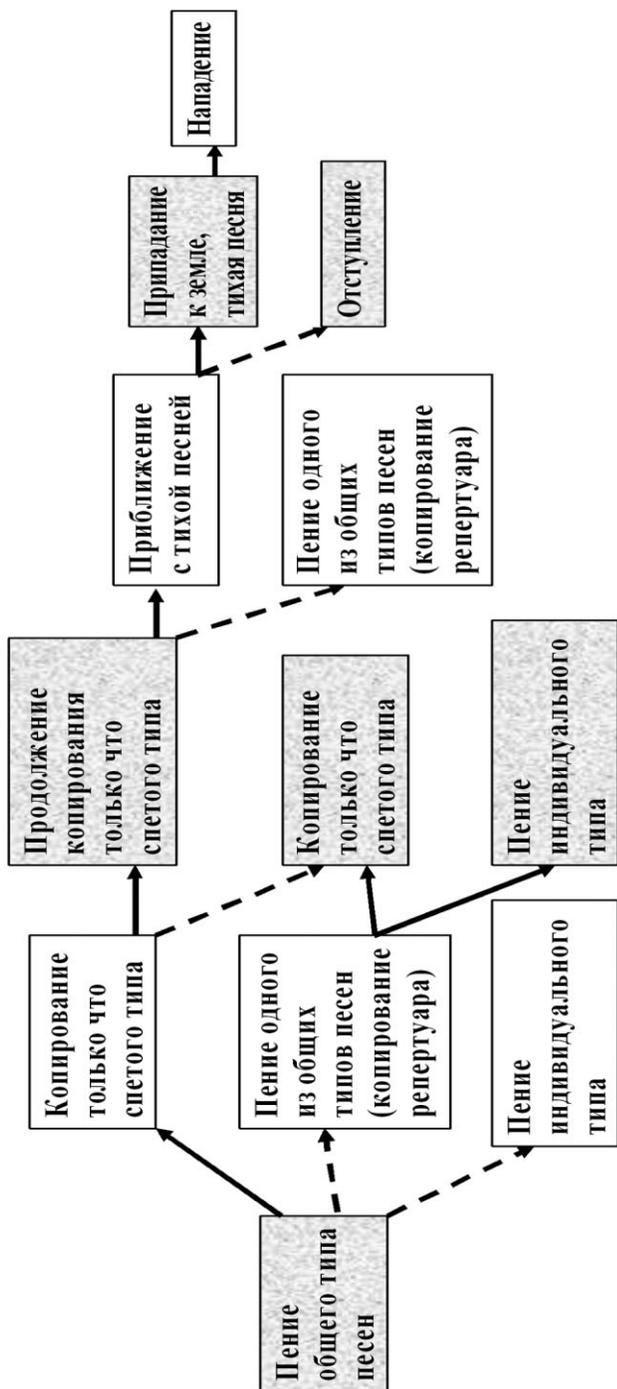 Пение
общего типа
песен
Копирование
только что
спетого типа
Пение одного
из общих
типов песен
(копирование
репертуара)
Пение
индивидуального
типа
Продолжение
копирования
только что
спетого типа
Копирование
только что
спетого типа
Пение
индивидуального
типа
Приближение
с тихой песней
Пение одного
из общих
типов песен
(копирование
репертуара)
Припадание
к земле,
тихая песня
Отступление
Нападение